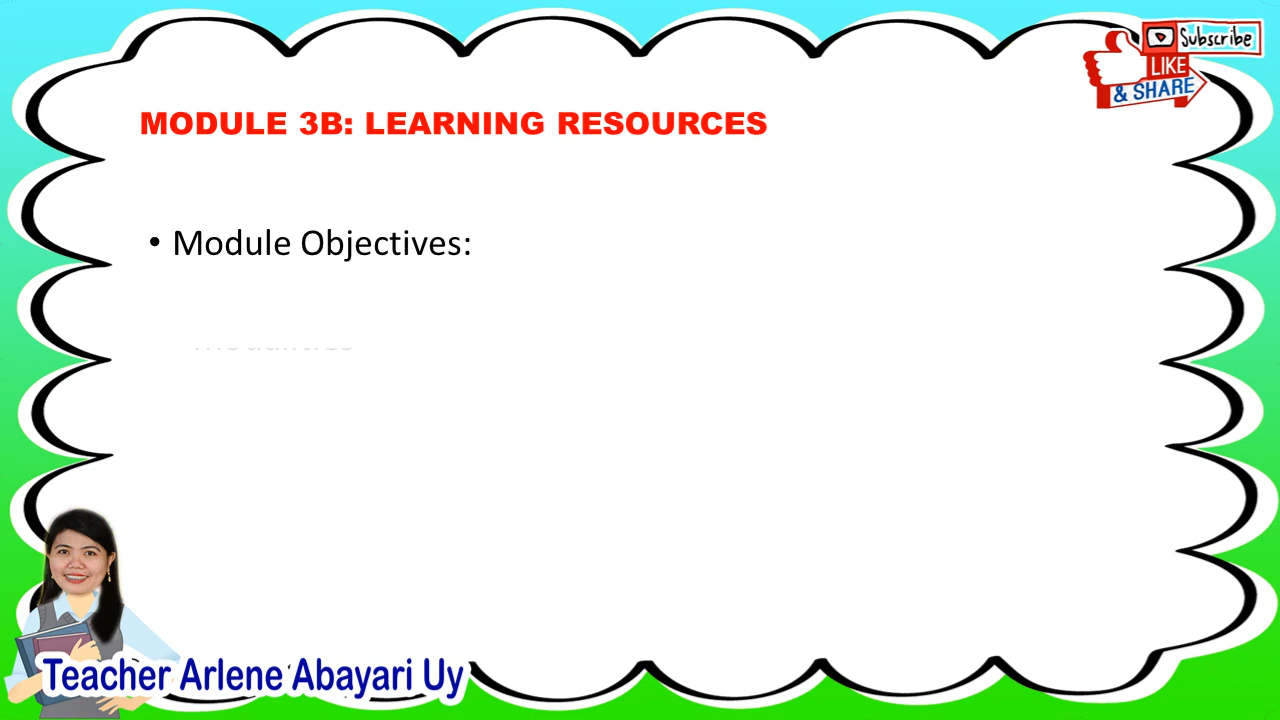 Subscribe
LIKE
& SHARE
MODULE 3B: LEARNING RESOURCES
• Module Objectives:
Teacher Arlene Abayari Uy